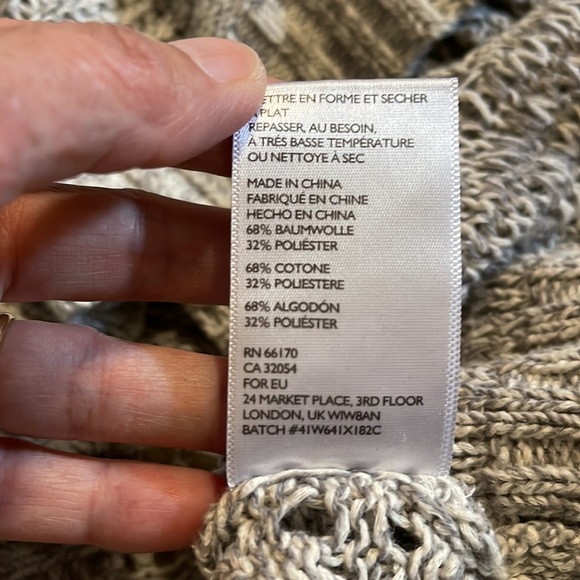 METTRE EN FORME ET SECHER
À PLAT
REPASSER, AU BESOIN,
À TRÉS BASSE TEMPÉRATURE
OU NETTOYE À SEC
MADE IN CHINA
FABRIQUÉ EN CHINE
HECHO EN CHINA
68% BAUMWOLLE
32% POLIÉSTER
68% COTONE
32% POLIESTERE
68% ALGODÓN
32% POLIÉSTER
RN 66170
CA 32054
FOR EU
24 MARKET PLACE, 3RD FLOOR
LONDON, UK W1W8AN
BATCH #41W641X182C